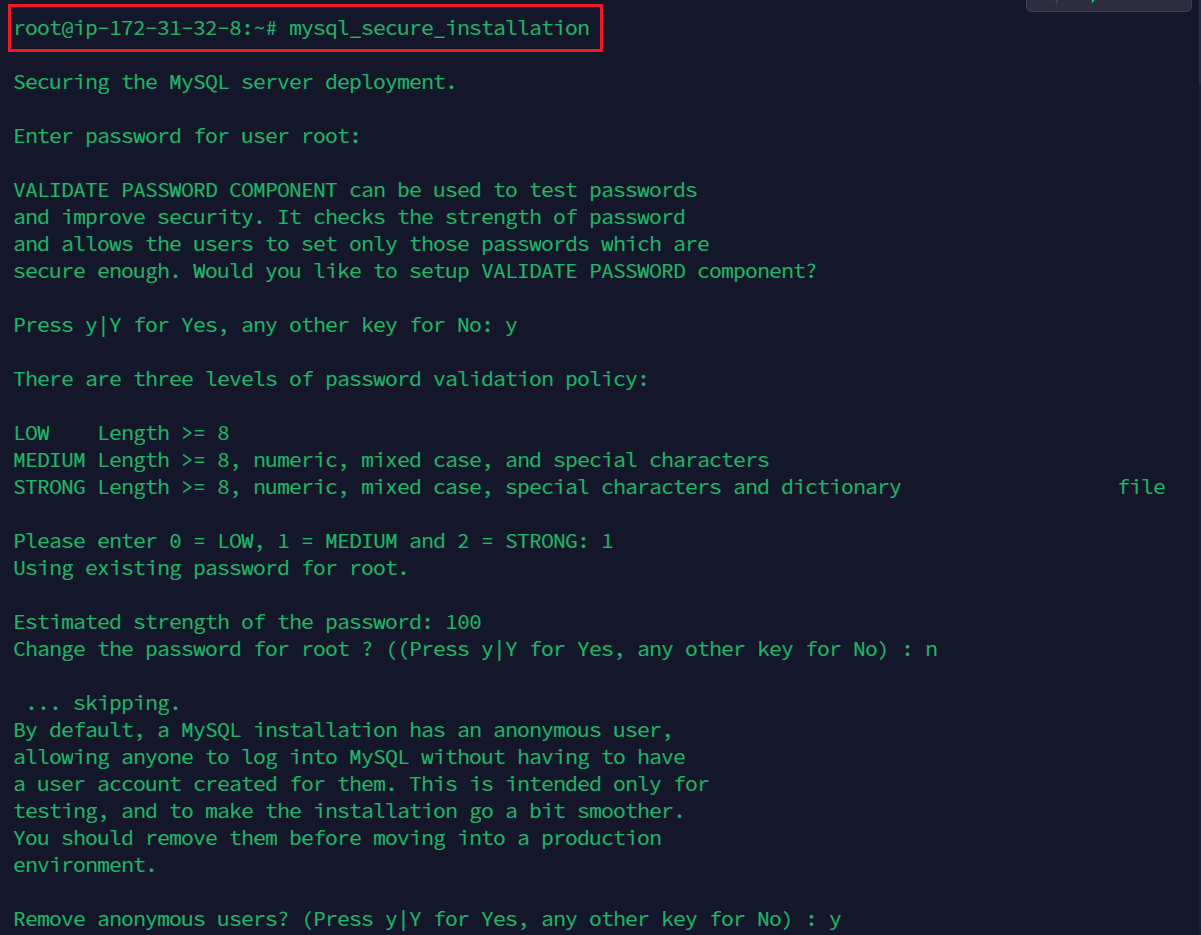 root@ip-172-31-32-8:~# mysql_secure_installation
Securing the MySQL server deployment.
Enter password for user root:
VALIDATE PASSWORD COMPONENT can be used to test passwords
and improve security. It checks the strength of password
and allows the users to set only those passwords which are
secure enough. Would you like to setup VALIDATE PASSWORD component?
Press y|Y for Yes, any other key for No: y
There are three levels of password validation policy:
LOW    Length >= 8
MEDIUM Length >= 8, numeric, mixed case, and special characters
STRONG Length >= 8, numeric, mixed case, special characters and dictionary                  file
Please enter 0 = LOW, 1 = MEDIUM and 2 = STRONG: 1
Using existing password for root.
Estimated strength of the password: 100
Change the password for root ? ((Press y|Y for Yes, any other key for No) : n
 ... skipping.
By default, a MySQL installation has an anonymous user,
allowing anyone to log into MySQL without having to have
a user account created for them. This is intended only for
testing, and to make the installation go a bit smoother.
You should remove them before moving into a production
environment.
Remove anonymous users? (Press y|Y for Yes, any other key for No) : y